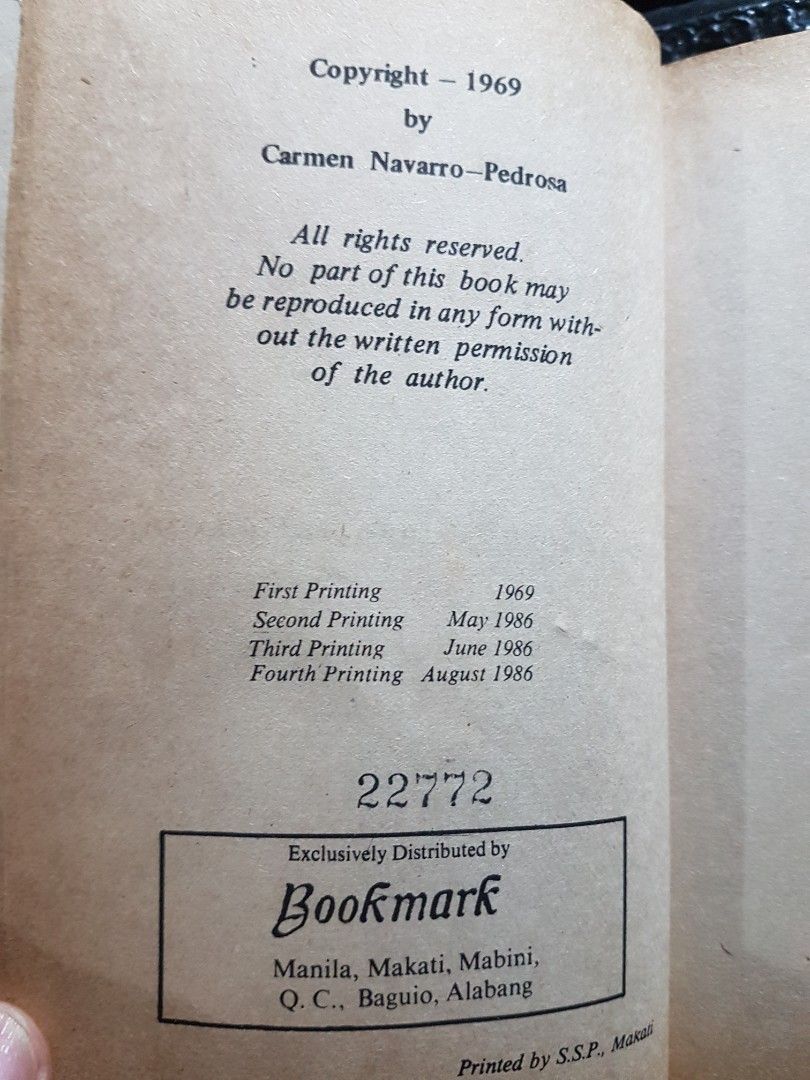 Copyright – 1969
by
Carmen Navarro–Pedrosa
All rights reserved.
No part of this book may
be reproduced in any form with-
out the written permission
of the author.
First Printing 1969
Second Printing May 1986
Third Printing June 1986
Fourth Printing August 1986
22772
Exclusively Distributed by
Bookmark
Manila, Makati, Mabini,
Q. C., Baguio, Alabang
Printed by S.S.P., Makati